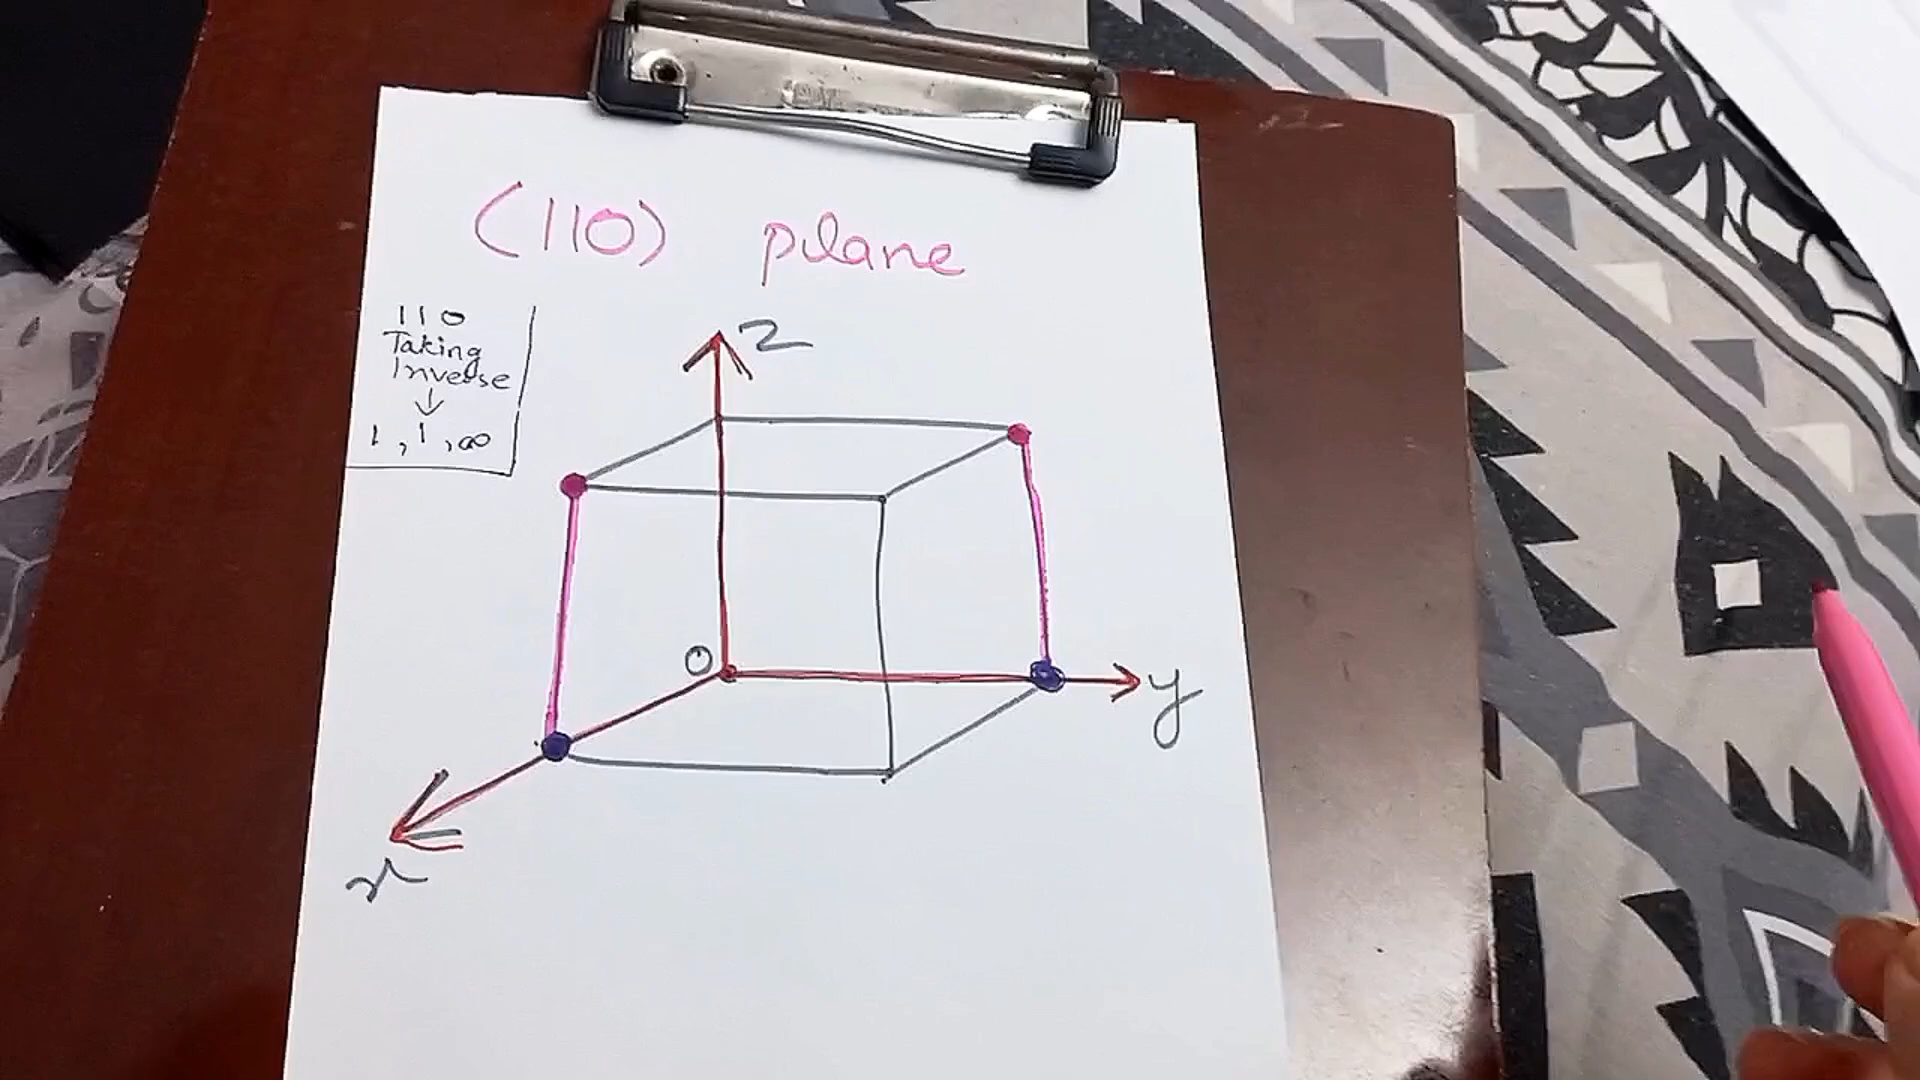 (110) plane
110
Taking
Inverse
↓
1,1,∞
z
O
y
x